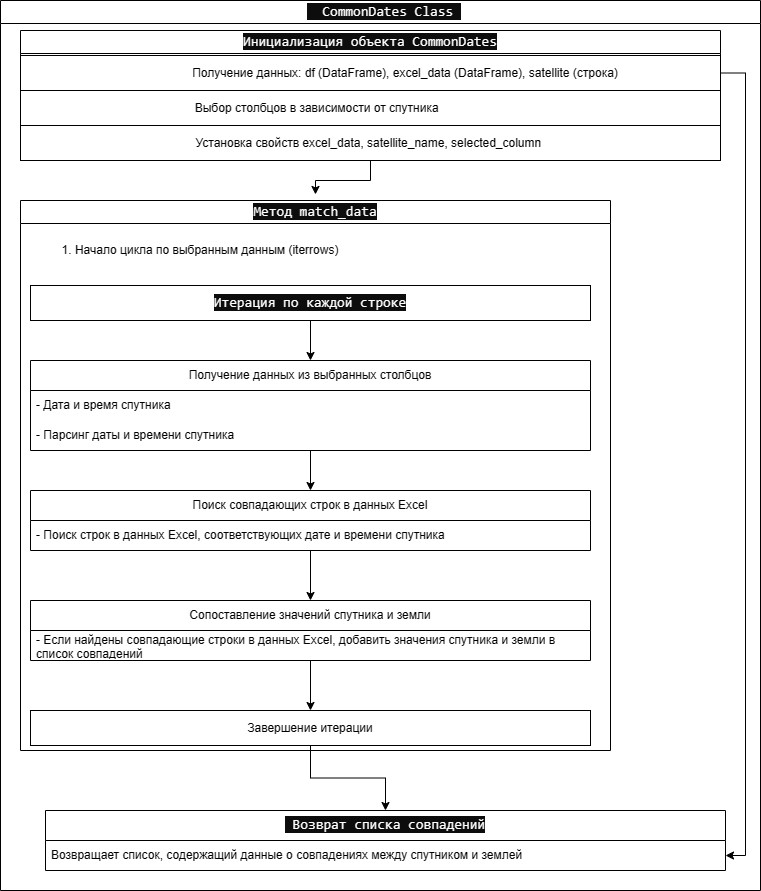 CommonDates Class
Инициализация объекта CommonDates
Получение данных: df (DataFrame), excel_data (DataFrame), satellite (строка)
Выбор столбцов в зависимости от спутника
Установка свойств excel_data, satellite_name, selected_column
Метод match_data
1. Начало цикла по выбранным данным (iterrows)
Итерация по каждой строке
Получение данных из выбранных столбцов
- Дата и время спутника
- Парсинг даты и времени спутника
Поиск совпадающих строк в данных Excel
- Поиск строк в данных Excel, соответствующих дате и времени спутника
Сопоставление значений спутника и земли
- Если найдены совпадающие строки в данных Excel, добавить значения спутника и земли в
список совпадений
Завершение итерации
Возврат списка совпадений
Возвращает список, содержащий данные о совпадениях между спутником и землей